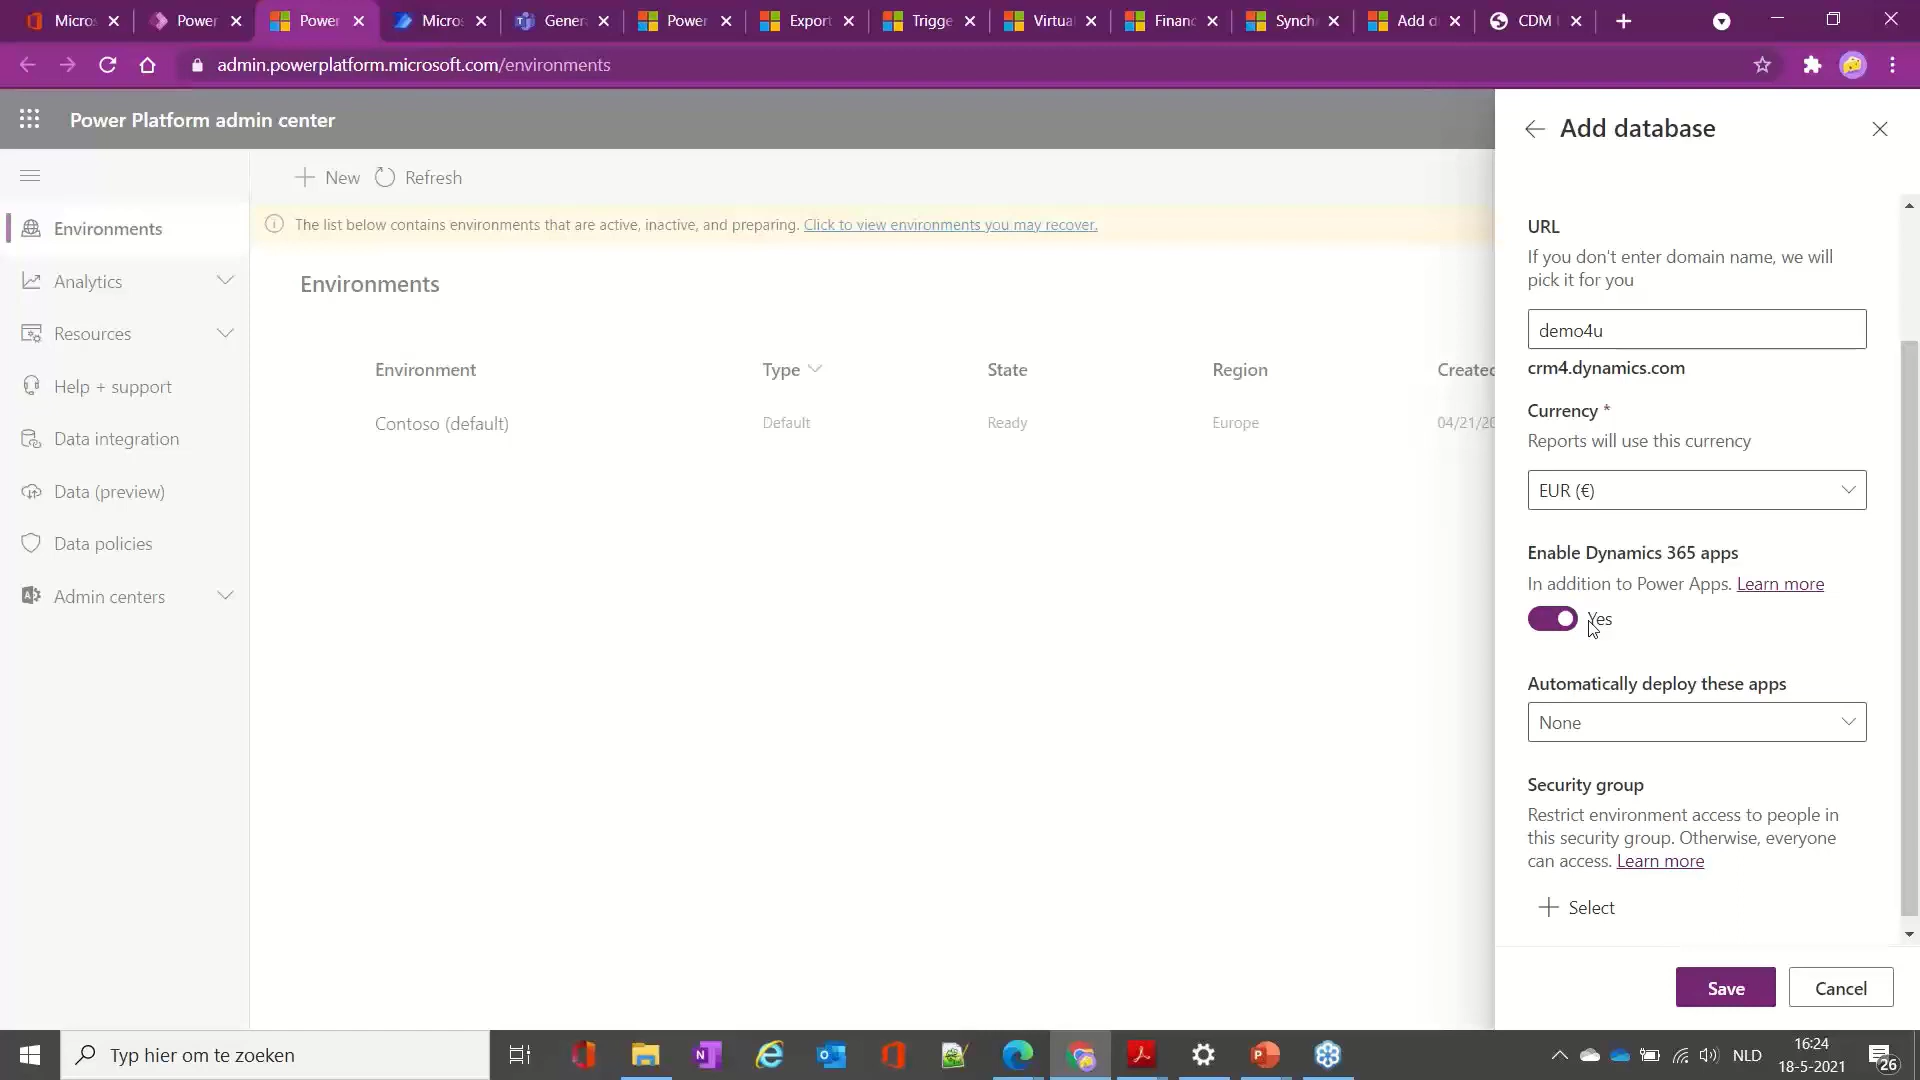 Micros
Power
Power
Micros
Genera
Power
Export
Trigge
Virtual
Financ
Synch
Add d
CDM
admin.powerplatform.microsoft.com/environments
Power Platform admin center
Add database
New
Refresh
Environments
The list below contains environments that are active, inactive, and preparing. Click to view environments you may recover.
URL
If you don't enter domain name, we will
pick it for you
Analytics
Environments
demo4u
Resources
Environment
Type
State
Region
Created
crm4.dynamics.com
Help + support
Contoso (default)
Default
Ready
Europe
04/21/20
Currency *
Reports will use this currency
Data integration
EUR (€)
Data (preview)
Data policies
Enable Dynamics 365 apps
In addition to Power Apps. Learn more
Admin centers
Yes
Automatically deploy these apps
None
Security group
Restrict environment access to people in
this security group. Otherwise, everyone
can access. Learn more
Select
Save
Cancel
Typ hier om te zoeken
NLD
16:24
18-5-2021
26